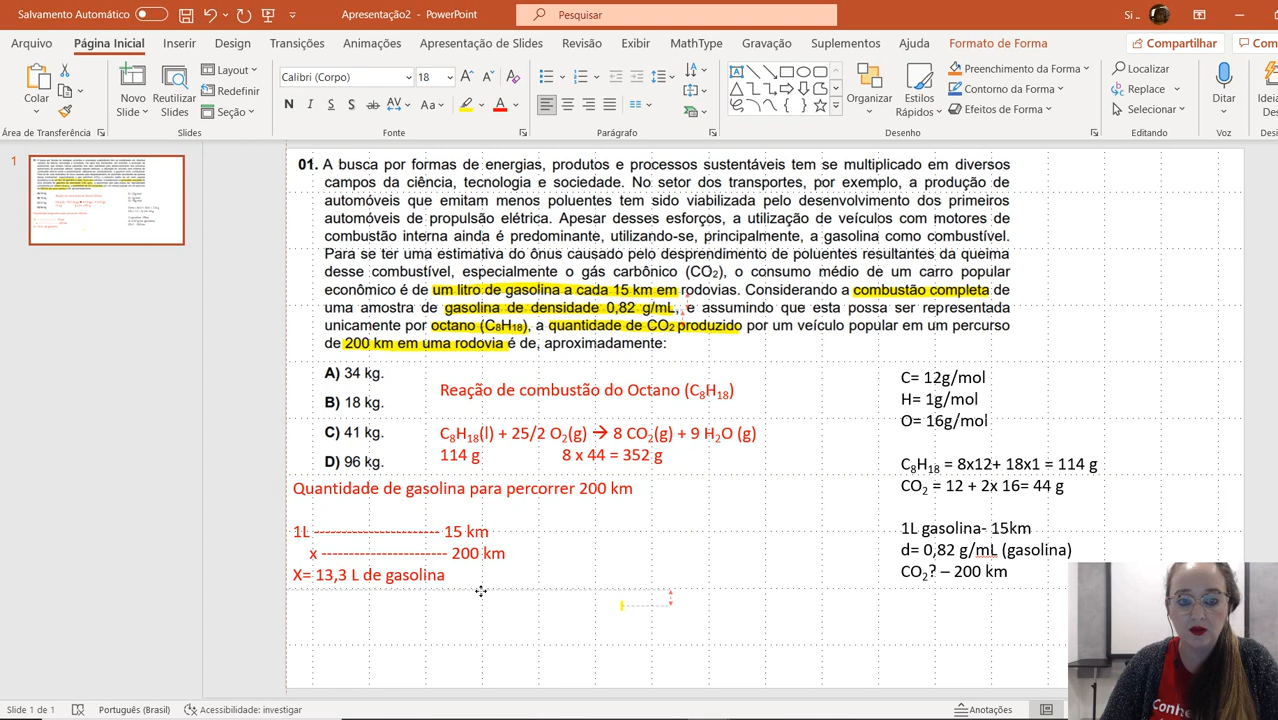 Salvamento Automático
Apresentação2 - PowerPoint
Pesquisar
Si ..
Arquivo
Página Inicial
Inserir
Design
Transições
Animações
Apresentação de Slides
Revisão
Exibir
MathType
Gravação
Suplementos
Ajuda
Formato de Forma
Compartilhar
Com
Colar
Novo Slide
Reutilizar Slides
Layout
Redefinir
Seção
Calibri (Corpo)
18
N I S S ab AV Aa A
Organizar
Estilos Rápidos
Preenchimento da Forma
Contorno da Forma
Efeitos de Forma
Localizar
Replace
Selecionar
Ditar
Ideia de
Área de Transferência
Slides
Fonte
Parágrafo
Desenho
Editando
Voz
Ideia
1
01. A busca por formas de energias, produtos e processos sustentáveis tem se multiplicado em diversos
campos da ciência, tecnologia e sociedade. No setor dos transportes, por exemplo, a produção de
automóveis que emitam menos poluentes tem sido viabilizada pelo desenvolvimento dos primeiros
automóveis de propulsão elétrica. Apesar desses esforços, a utilização de veículos com motores de
combustão interna ainda é predominante, utilizando-se, principalmente, a gasolina como combustível.
Para se ter uma estimativa do ônus causado pelo desprendimento de poluentes resultantes da queima
desse combustível, especialmente o gás carbônico (CO₂), o consumo médio de um carro popular
econômico é de um litro de gasolina a cada 15 km em rodovias. Considerando a combustão completa de
uma amostra de gasolina de densidade 0,82 g/mL, e assumindo que esta possa ser representada
unicamente por octano (C₈H₁₈), a quantidade de CO₂ produzido por um veículo popular em um percurso
de 200 km em uma rodovia é de, aproximadamente:
A) 34 kg.
B) 18 kg.
C) 41 kg.
D) 96 kg.
Reação de combustão do Octano (C₈H₁₈)
C₈H₁₈(l) + 25/2 O₂(g) → 8 CO₂(g) + 9 H₂O (g)
114 g 8 x 44 = 352 g
Quantidade de gasolina para percorrer 200 km
1L ----------------------- 15 km
x ----------------------- 200 km
X= 13,3 L de gasolina
C= 12g/mol
H= 1g/mol
O= 16g/mol
C₈H₁₈ = 8x12+ 18x1 = 114 g
CO₂ = 12 + 2x 16= 44 g
1L gasolina- 15km
d= 0,82 g/mL (gasolina)
CO₂? – 200 km
Conhe
Slide 1 de 1
Português (Brasil)
Acessibilidade: investigar
Anotações